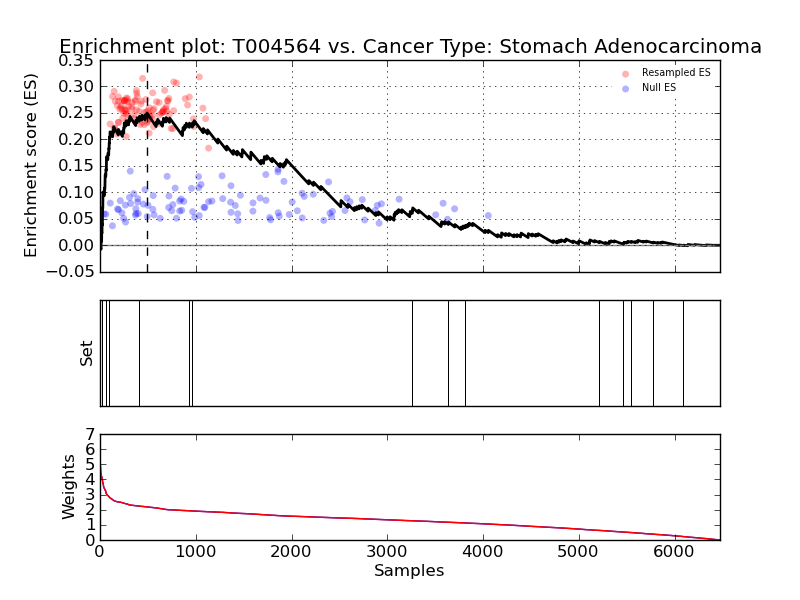 Enrichment plot: T004564 vs. Cancer Type: Stomach Adenocarcinoma
Enrichment score (ES)
0.35
0.30
0.25
0.20
0.15
0.10
0.05
0.00
−0.05
Resampled ES
Null ES
Set
Weights
7
6
5
4
3
2
1
0
0 1000 2000 3000 4000 5000 6000
Samples